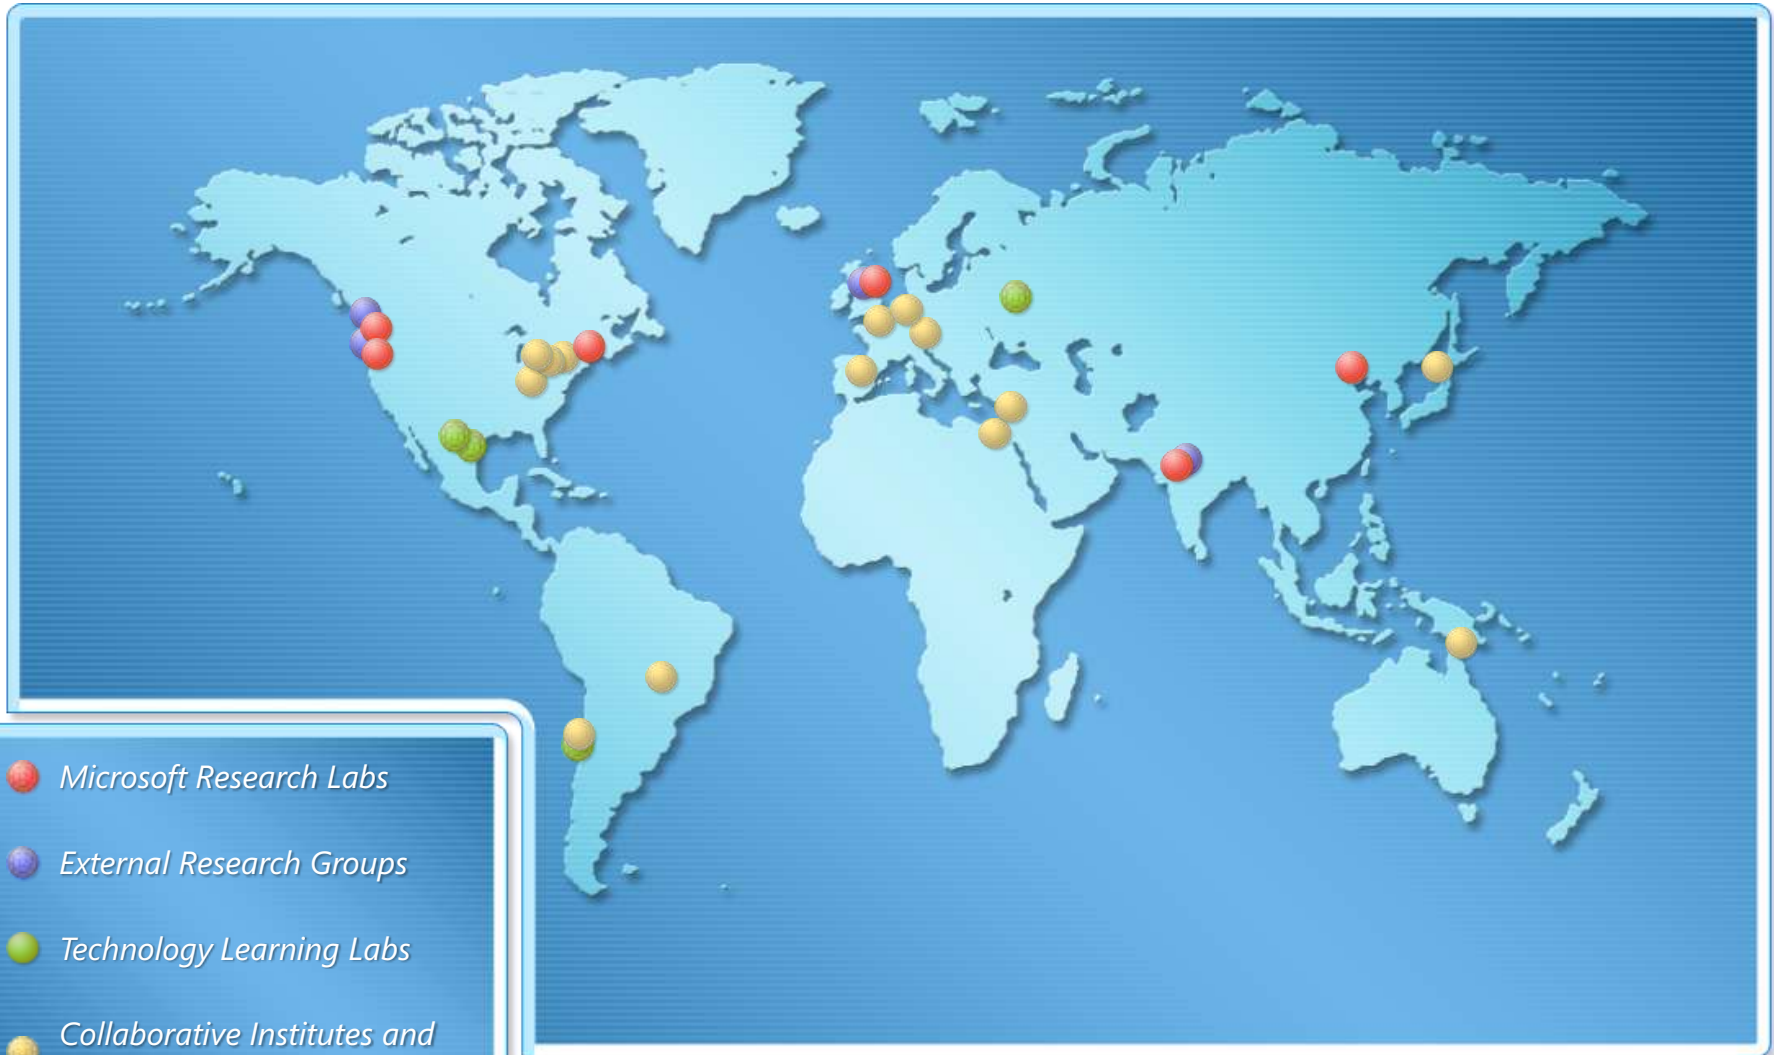 Microsoft Research Labs
External Research Groups
Technology Learning Labs
Collaborative Institutes and